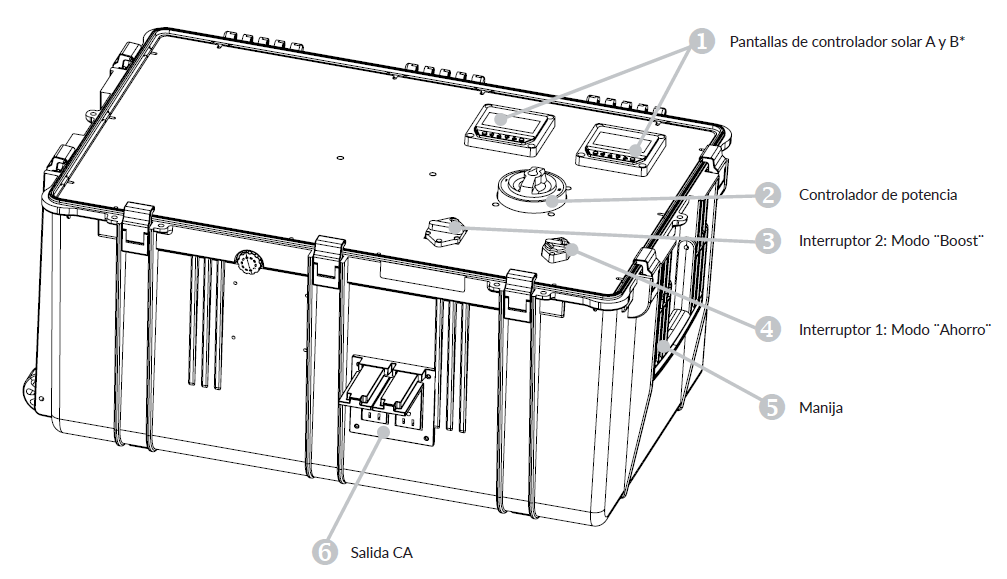 1 Pantallas de controlador solar A y B*
2 Controlador de potencia
3 Interruptor 2: Modo ¨Boost¨
4 Interruptor 1: Modo ¨Ahorro¨
5 Manija
6 Salida CA